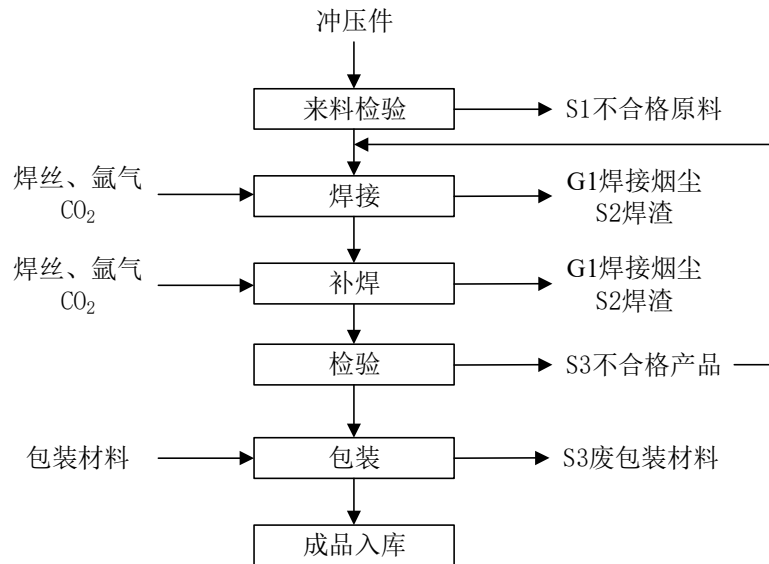 冲压件
来料检验
S1不合格原料
焊丝、氩气
CO₂
焊接
G1焊接烟尘
S2焊渣
焊丝、氩气
CO₂
补焊
G1焊接烟尘
S2焊渣
检验
S3不合格产品
包装材料
包装
S3废包装材料
成品入库